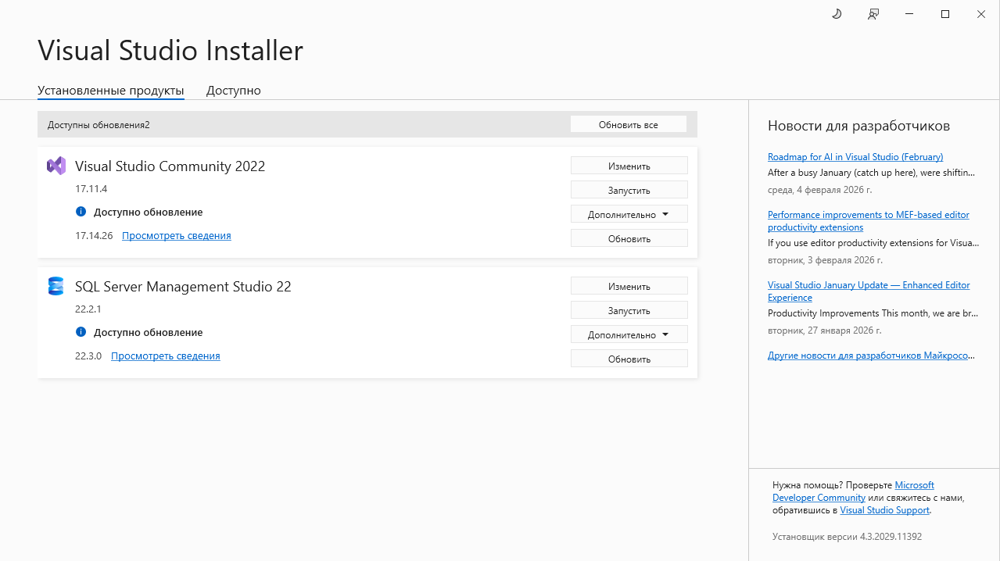 Visual Studio Installer
Установленные продукты
Доступно
Доступны обновления2
Обновить все
Visual Studio Community 2022
17.11.4
Доступно обновление
17.14.26
Просмотреть сведения
Изменить
Запустить
Дополнительно
Обновить
SQL Server Management Studio 22
22.2.1
Доступно обновление
22.3.0
Просмотреть сведения
Изменить
Запустить
Дополнительно
Обновить
Новости для разработчиков
Roadmap for AI in Visual Studio (February)
After a busy January (catch up here), were shiftin...
среда, 4 февраля 2026 г.
Performance improvements to MEF-based editor
productivity extensions
If you use editor productivity extensions for Visua...
вторник, 3 февраля 2026 г.
Visual Studio January Update — Enhanced Editor
Experience
Productivity Improvements This month, we are br...
вторник, 27 января 2026 г.
Другие новости для разработчиков Майкросо...
Нужна помощь? Проверьте Microsoft
Developer Community или свяжитесь с нами,
обратившись в Visual Studio Support.
Установщик версии 4.3.2029.11392